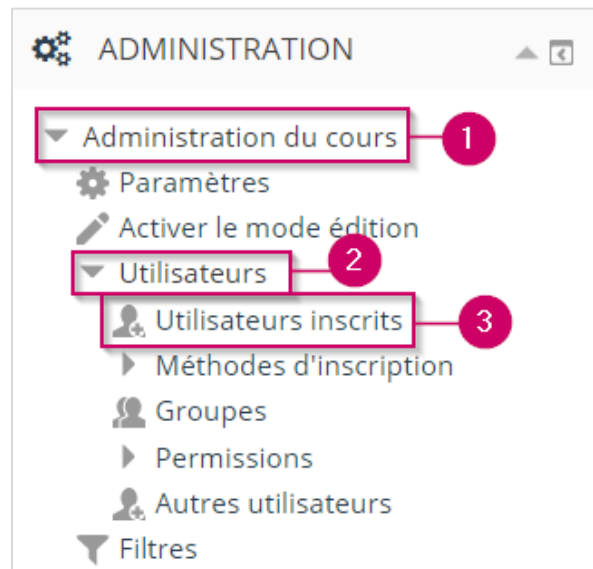 ADMINISTRATION
Administration du cours 1
Paramètres
Activer le mode édition
Utilisateurs 2
Utilisateurs inscrits 3
Méthodes d'inscription
Groupes
Permissions
Autres utilisateurs
Filtres